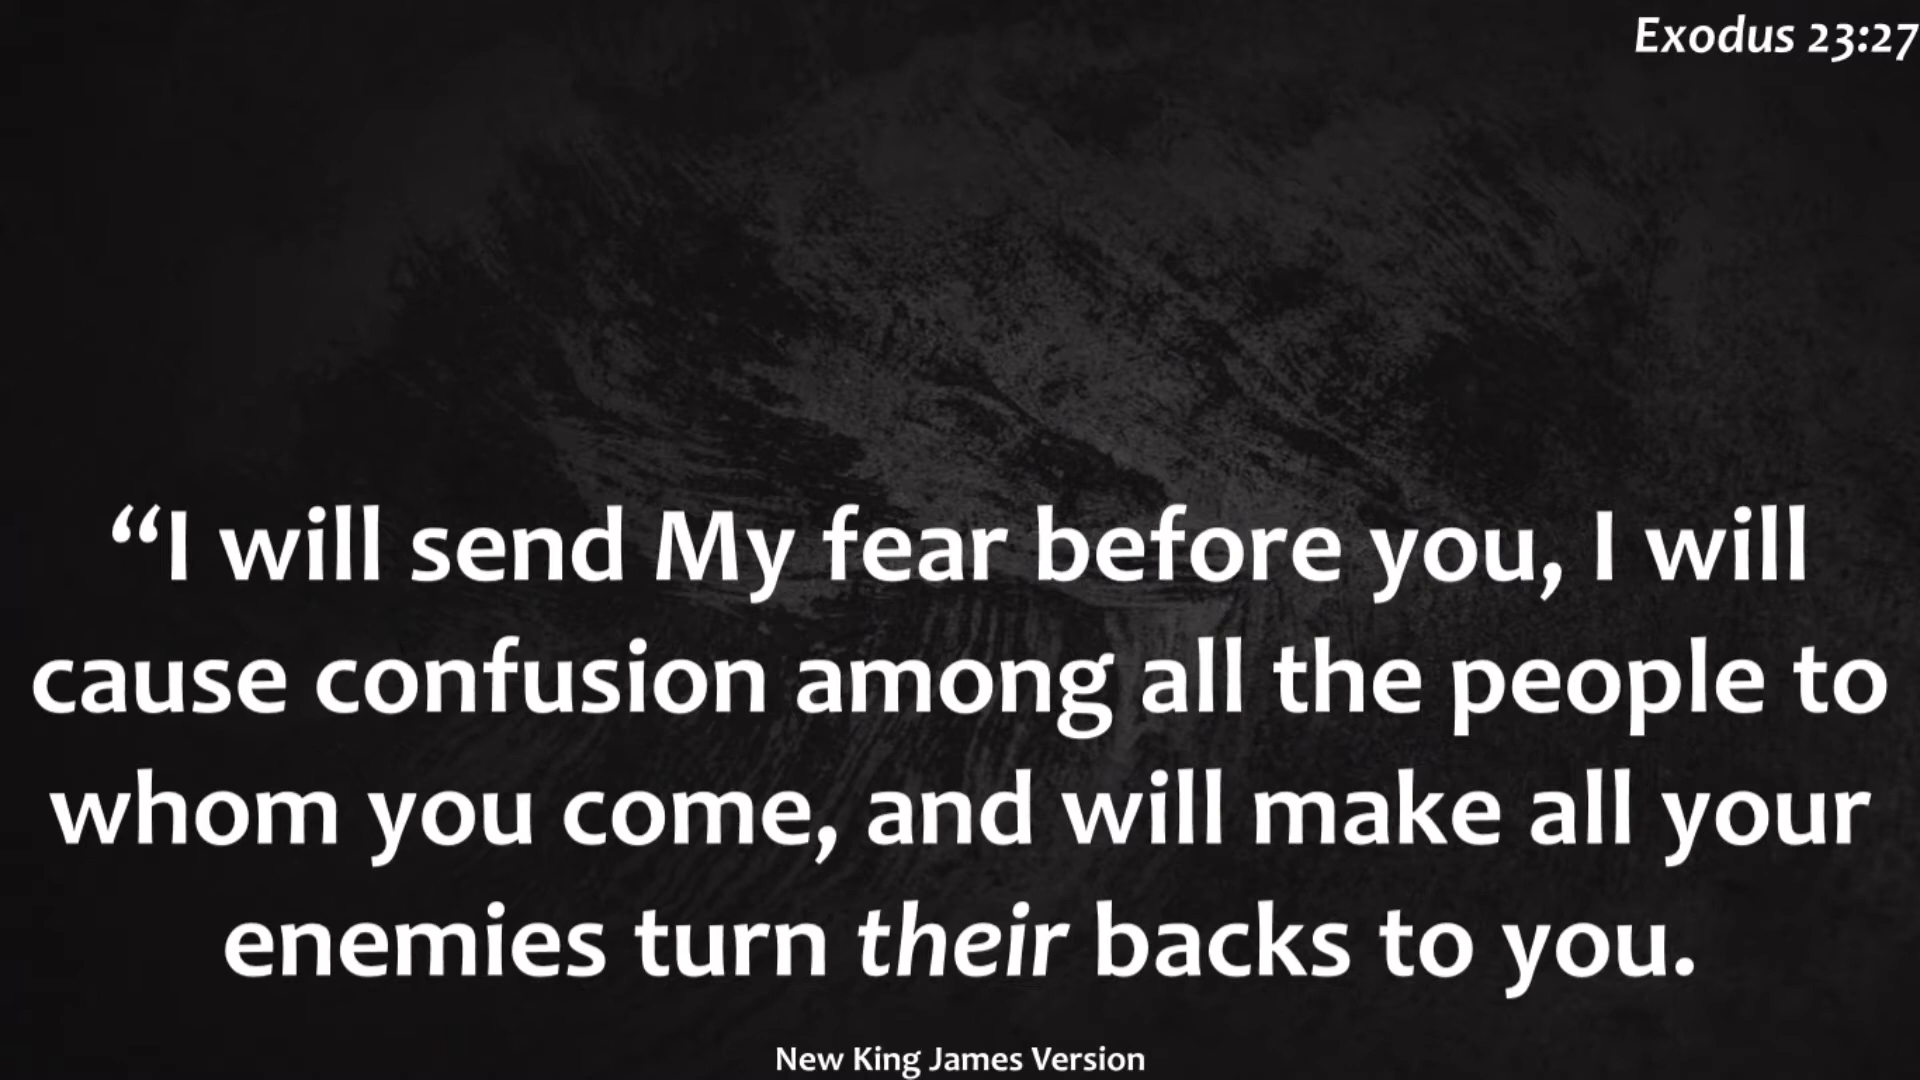 Exodus 23:27
“I will send My fear before you, I will
cause confusion among all the people to
whom you come, and will make all your
enemies turn their backs to you.
New King James Version